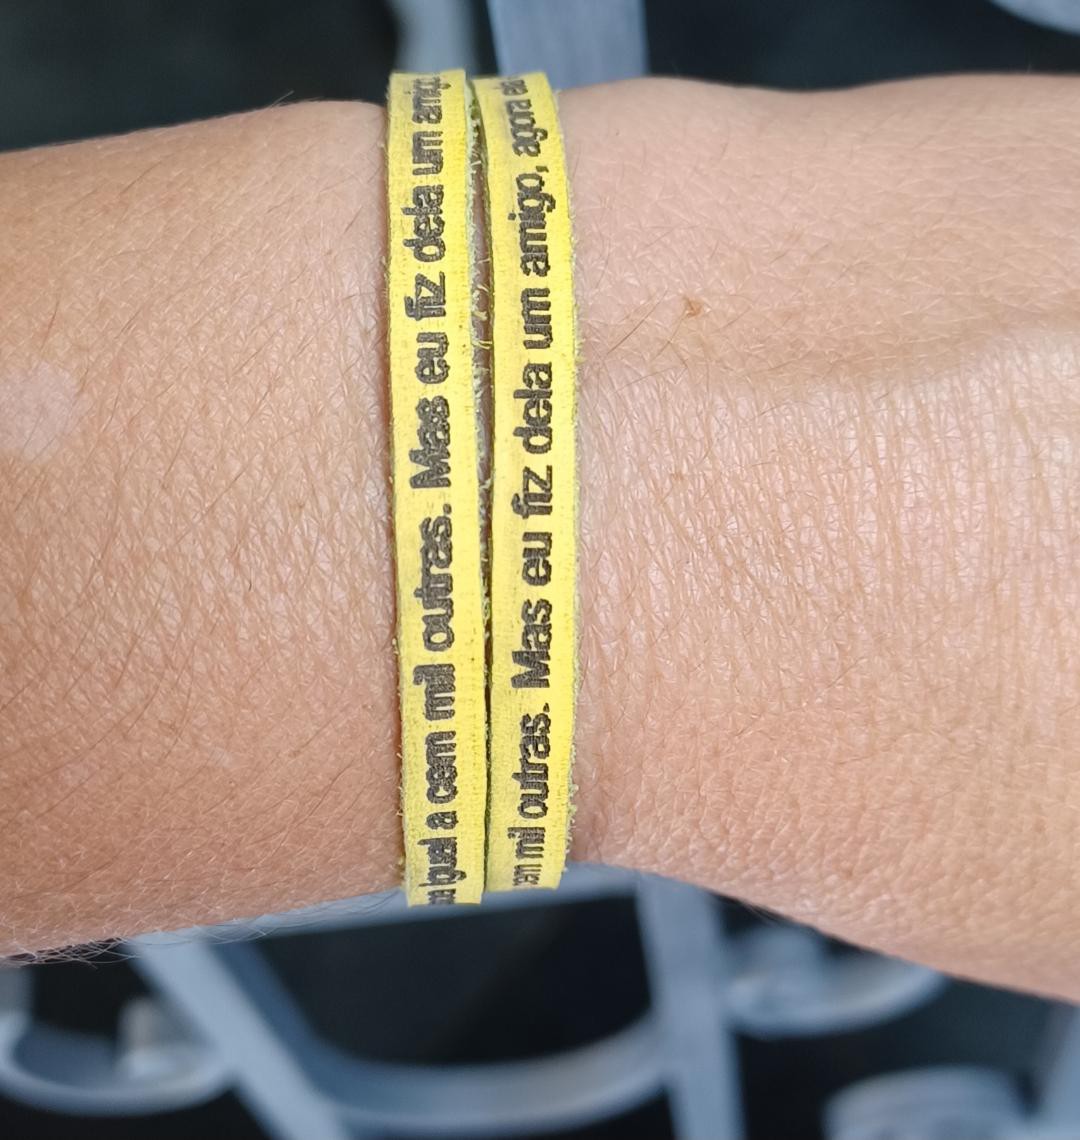 igual a cem mil outras. Mas eu fiz dela um amigo
mil outras. Mas eu fiz dela um amigo, agora